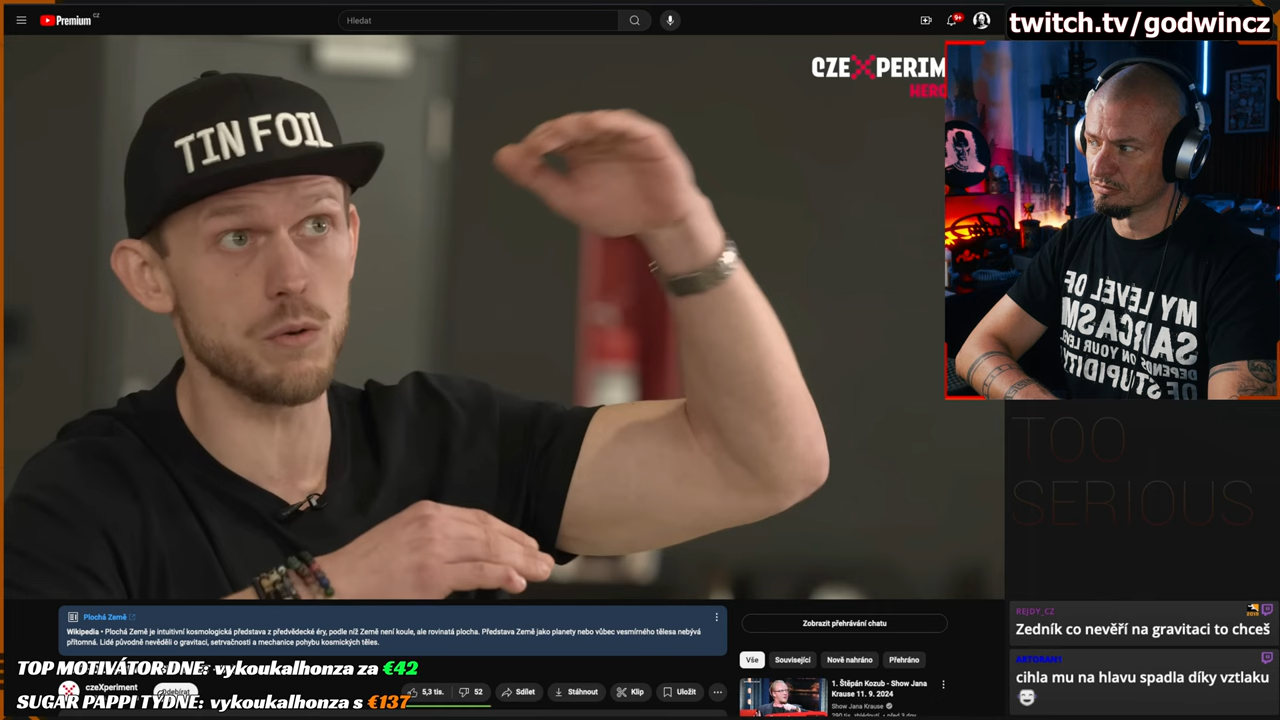 Premium CZ
Hledat
9+
twitch.tv/godwincz
CZEXPERIM
HERO
TIN FOIL
MY LEVEL OF
SARCASM
DEPENDS ON YOUR LEVEL
OF STUPIDITY
TOO
SERIOUS
Plochá Země
Wikipedia • Plochá Země je intuitivní kosmologická představa z předvědecké éry, podle níž Země není koule, ale rovinatá plocha. Představa Země jako planety nebo vůbec vesmírného tělesa nebývá
přítomná. Lidé původně nevěděli o gravitaci, setrvačnosti a mechanice pohybu kosmických těles.
Zobrazit přehrávání chatu
Vše
Související
Nově nahráno
Přehráno
TOP MOTIVÁTOR DNE: vykoukalhonza za €42
czeXperiment
Odebírat
5,3 tis.
52
Sdílet
Stáhnout
Klip
Uložit
SUGAR PAPPI TÝDNE: vykoukalhonza s €137
1. Štěpán Kozub - Show Jana
Krause 11. 9. 2024
Show Jana Krause
REJDY_CZ
Zedník co nevěří na gravitaci to chceš
cihla mu na hlavu spadla díky vztlaku